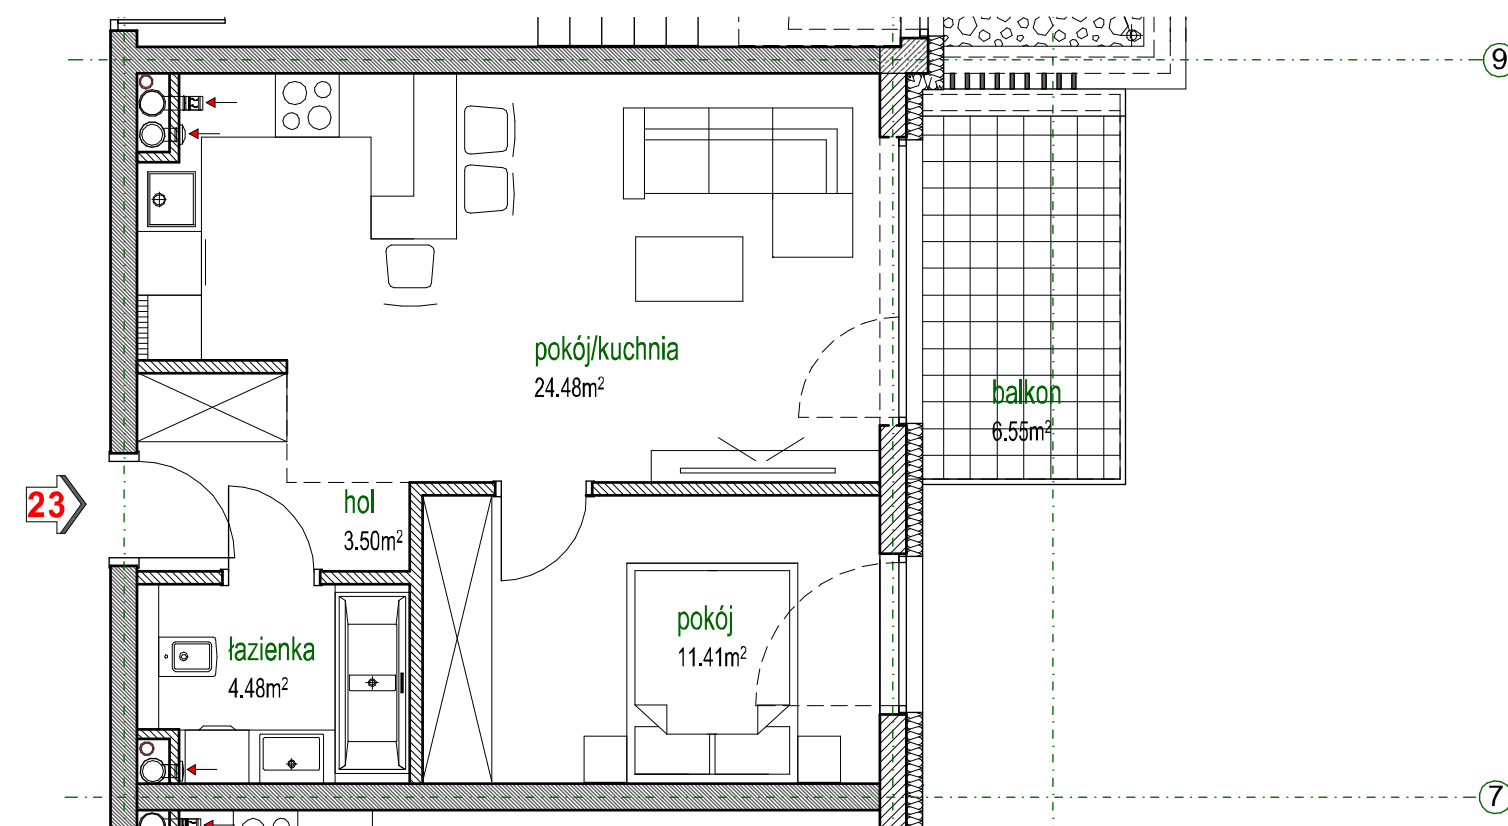 9
pokój/kuchnia
24.48m²
balkon
6.55m²
23
hol
3.50m²
pokój
11.41m²
łazienka
4.48m²
7